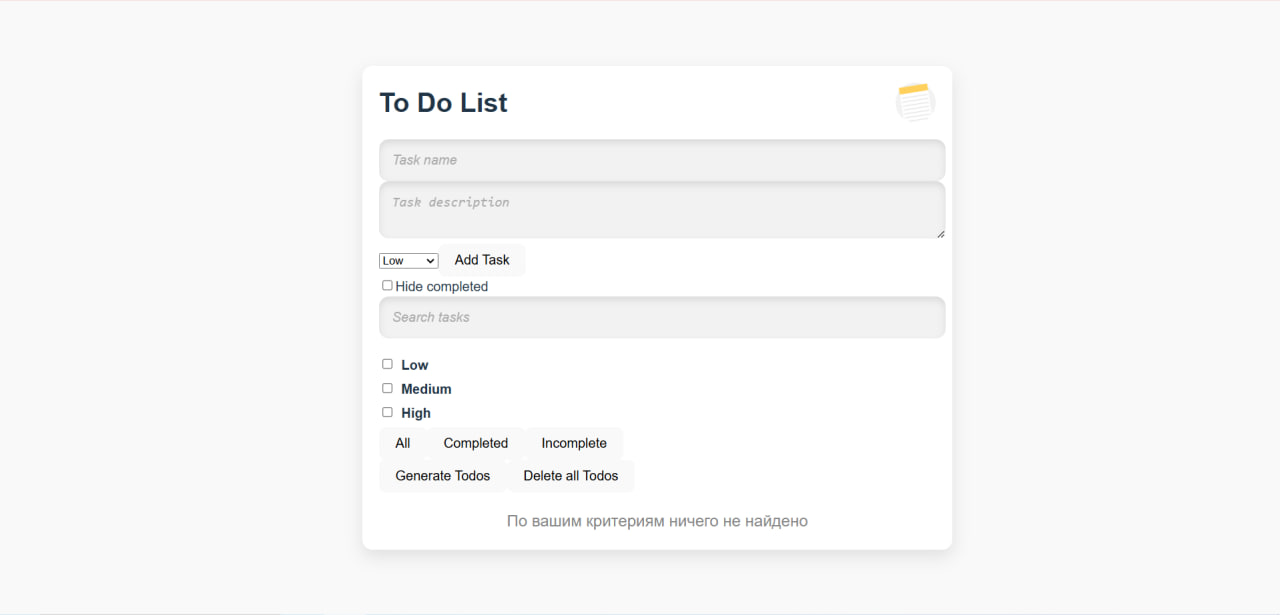 To Do List
Task name
Task description
Low Add Task
Hide completed
Search tasks
Low
Medium
High
All Completed Incomplete
Generate Todos Delete all Todos
По вашим критериям ничего не найдено